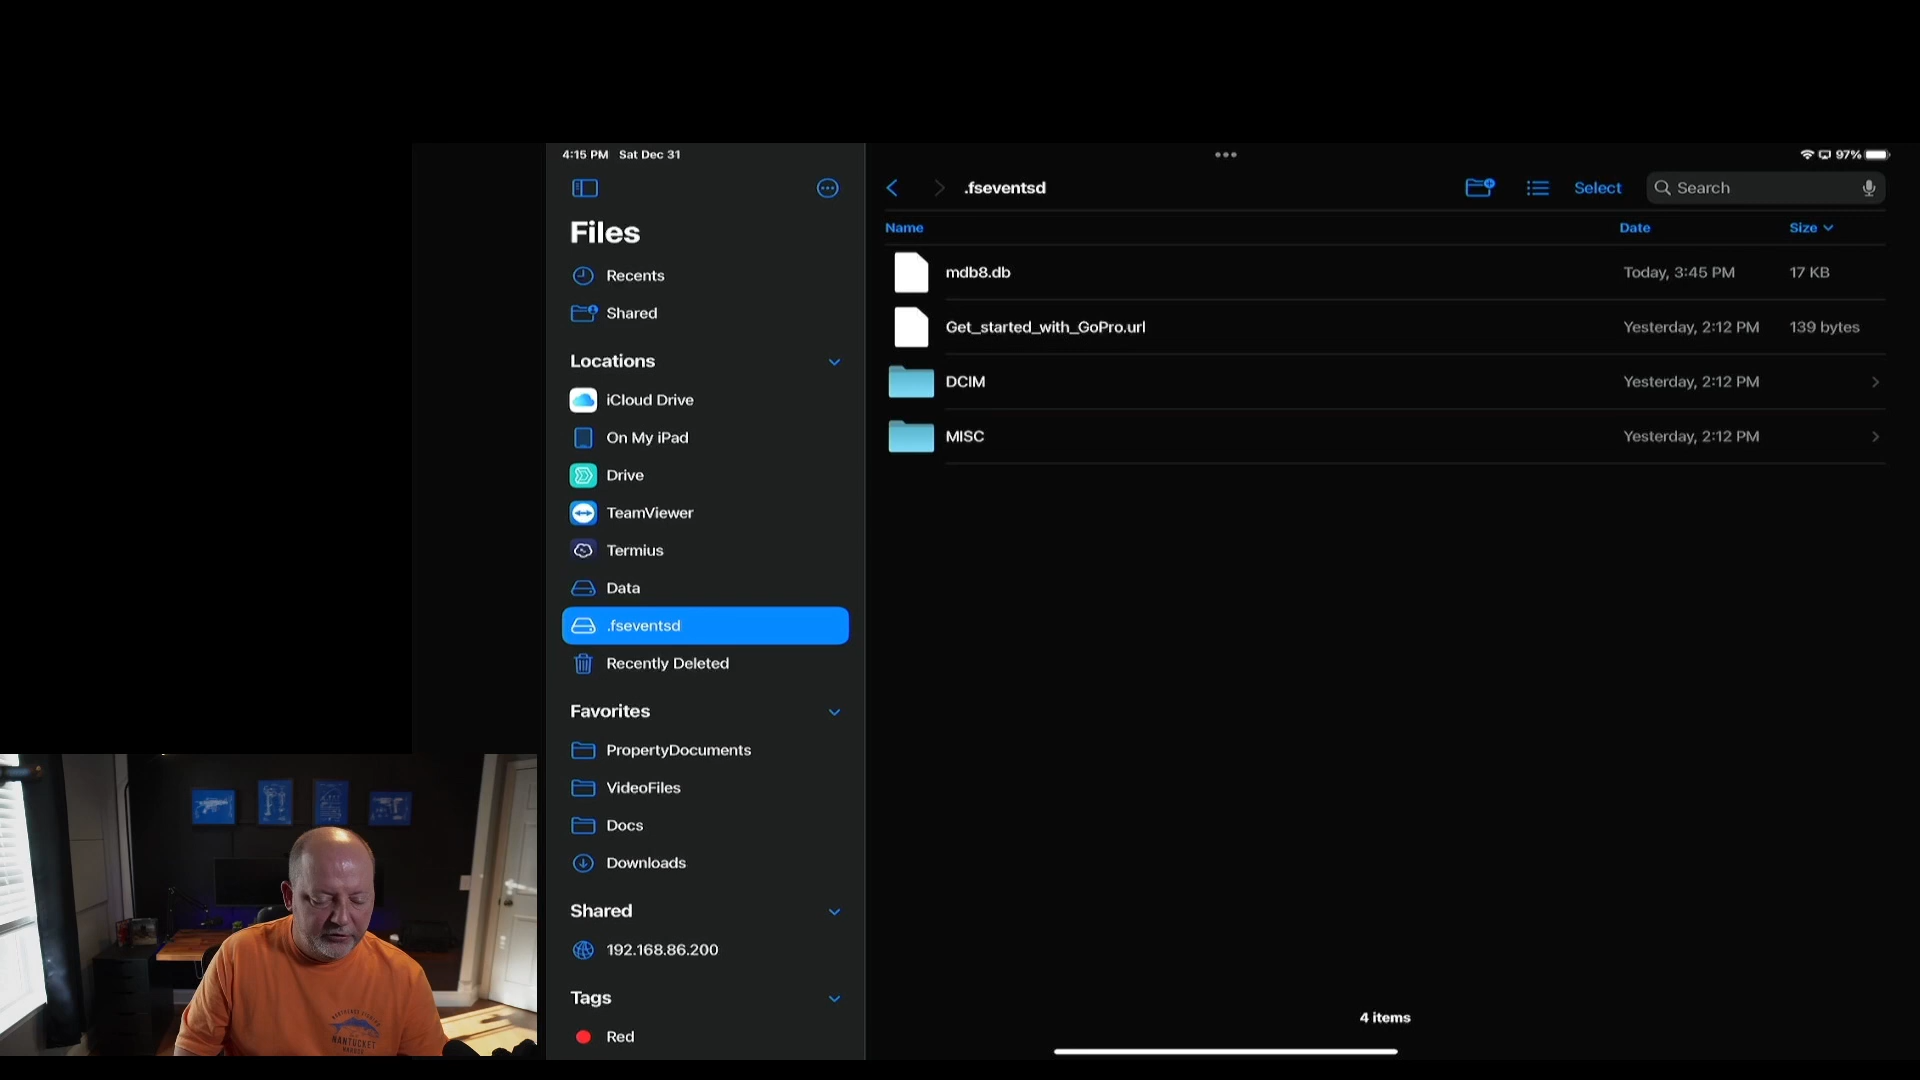 4:15 PM Sat Dec 31
97%
Files
Recents
Shared
Locations
iCloud Drive
On My iPad
Drive
TeamViewer
Termius
Data
.fseventsd
Recently Deleted
Favorites
PropertyDocuments
VideoFiles
Docs
Downloads
Shared
192.168.86.200
Tags
Red
.fseventsd
Select
Search
Name Date Size
mdb8.db Today, 3:45 PM 17 KB
Get_started_with_GoPro.url Yesterday, 2:12 PM 139 bytes
DCIM Yesterday, 2:12 PM
MISC Yesterday, 2:12 PM
4 items
NANTUCKET